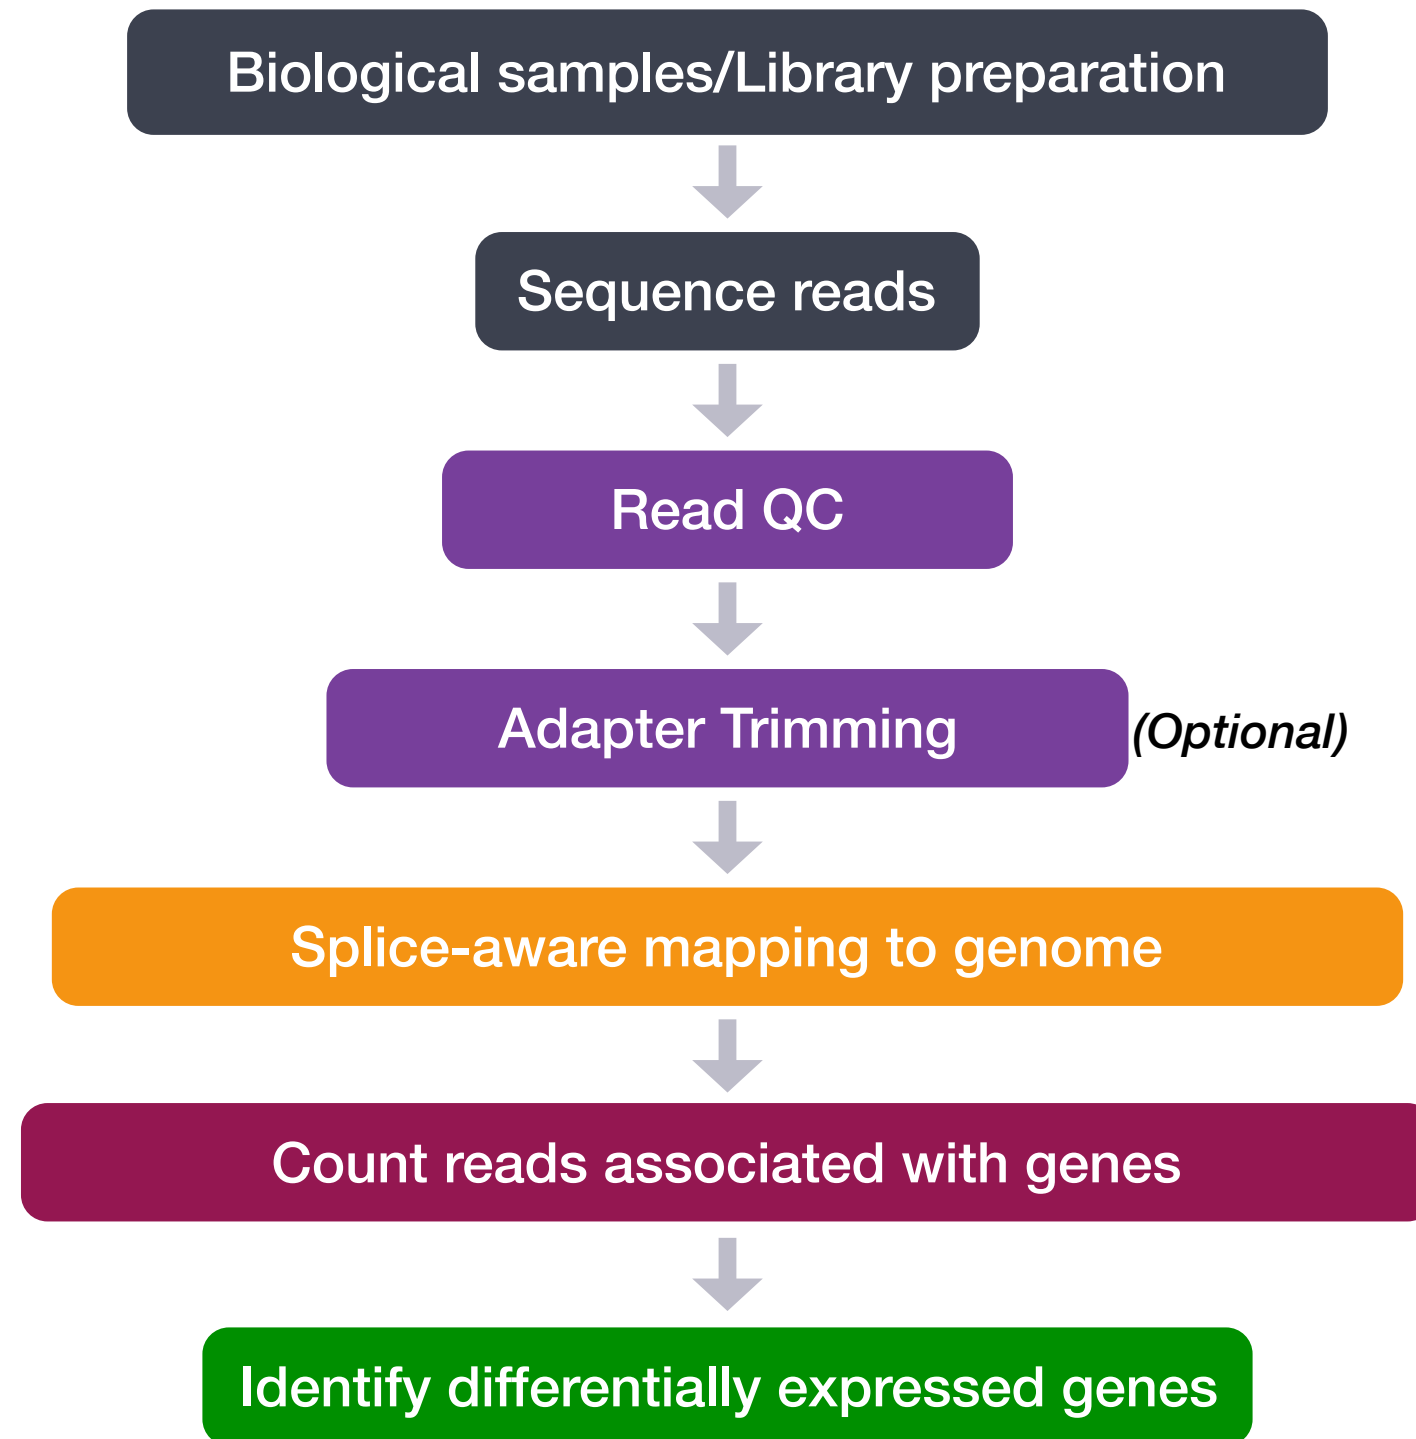 Biological samples/Library preparation
Sequence reads
Read QC
Adapter Trimming (Optional)
Splice-aware mapping to genome
Count reads associated with genes
Identify differentially expressed genes